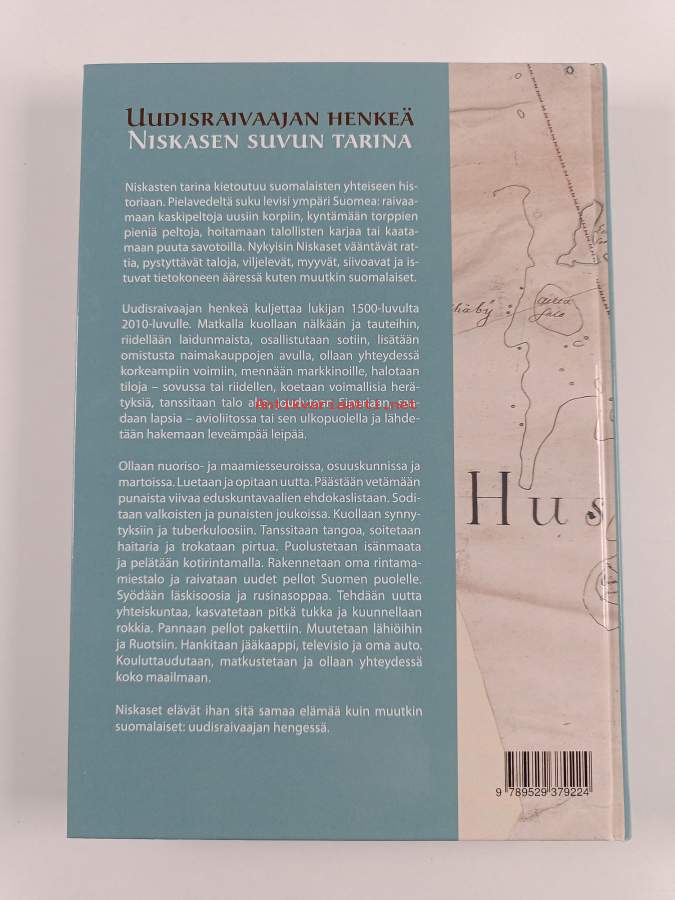 UUDISRAIVAAJAN HENKEÄ
NISKASEN SUVUN TARINA
Niskasten tarina kietoutuu suomalaisten yhteiseen his-
toriaan. Pielavedeltä suku levisi ympäri Suomea: raivaa-
maan kaskipeltoja uusiin korpiin, kyntämään torppien
pieniä peltoja, hoitamaan talollisten karjaa tai kaata-
maan puuta savotoilla. Nykyisin Niskaset vääntävät rat-
tia, pystyttävät taloja, viljelevät, myyvät, siivoavat ja is-
tuvat tietokoneen ääressä kuten muutkin suomalaiset.
Uudisraivaajan henkeä kuljettaa lukijan 1500-luvulta
2010-luvulle. Matkalla kuollaan nälkään ja tauteihin,
riidellään laidunmaista, osallistutaan sotiin, lisätään
omistusta naimakauppojen avulla, ollaan yhteydessä
korkeampiin voimiin, mennään markkinoille, halotaan
tiloja – sovussa tai riidellen, koetaan voimallisia herä-
tyksiä, tanssitaan talo alta, joudutaan Siperiaan, saa-
daan lapsia – avioliitossa tai sen ulkopuolella ja lähde-
tään hakemaan leveämpää leipää.
Ollaan nuoriso- ja maamiesseuroissa, osuuskunnissa ja
martoissa. Luetaan ja opitaan uutta. Päästään vetämään
punaista viivaa eduskuntavaalien ehdokaslistaan. Sodi-
taan valkoisten ja punaisten joukoissa. Kuollaan synny-
tyksiin ja tuberkuloosiin. Tanssitaan tangoa, soitetaan
haitaria ja trokataan pirtua. Puolustetaan isänmaata
ja pelätään kotirintamalla. Rakennetaan oma rintama-
miestalo ja raivataan uudet pellot Suomen puolelle.
Syödään läskisoosia ja rusinasoppaa. Tehdään uutta
yhteiskuntaa, kasvatetaan pitkä tukka ja kuunnellaan
rokkia. Pannaan pellot pakettiin. Muutetaan lähiöihin
ja Ruotsiin. Hankitaan jääkaappi, televisio ja oma auto.
Kouluttaudutaan, matkustetaan ja ollaan yhteydessä
koko maailmaan.
Niskaset elävät ihan sitä samaa elämää kuin muutkin
suomalaiset: uudisraivaajan hengessä.
Hus
9 789529 379224